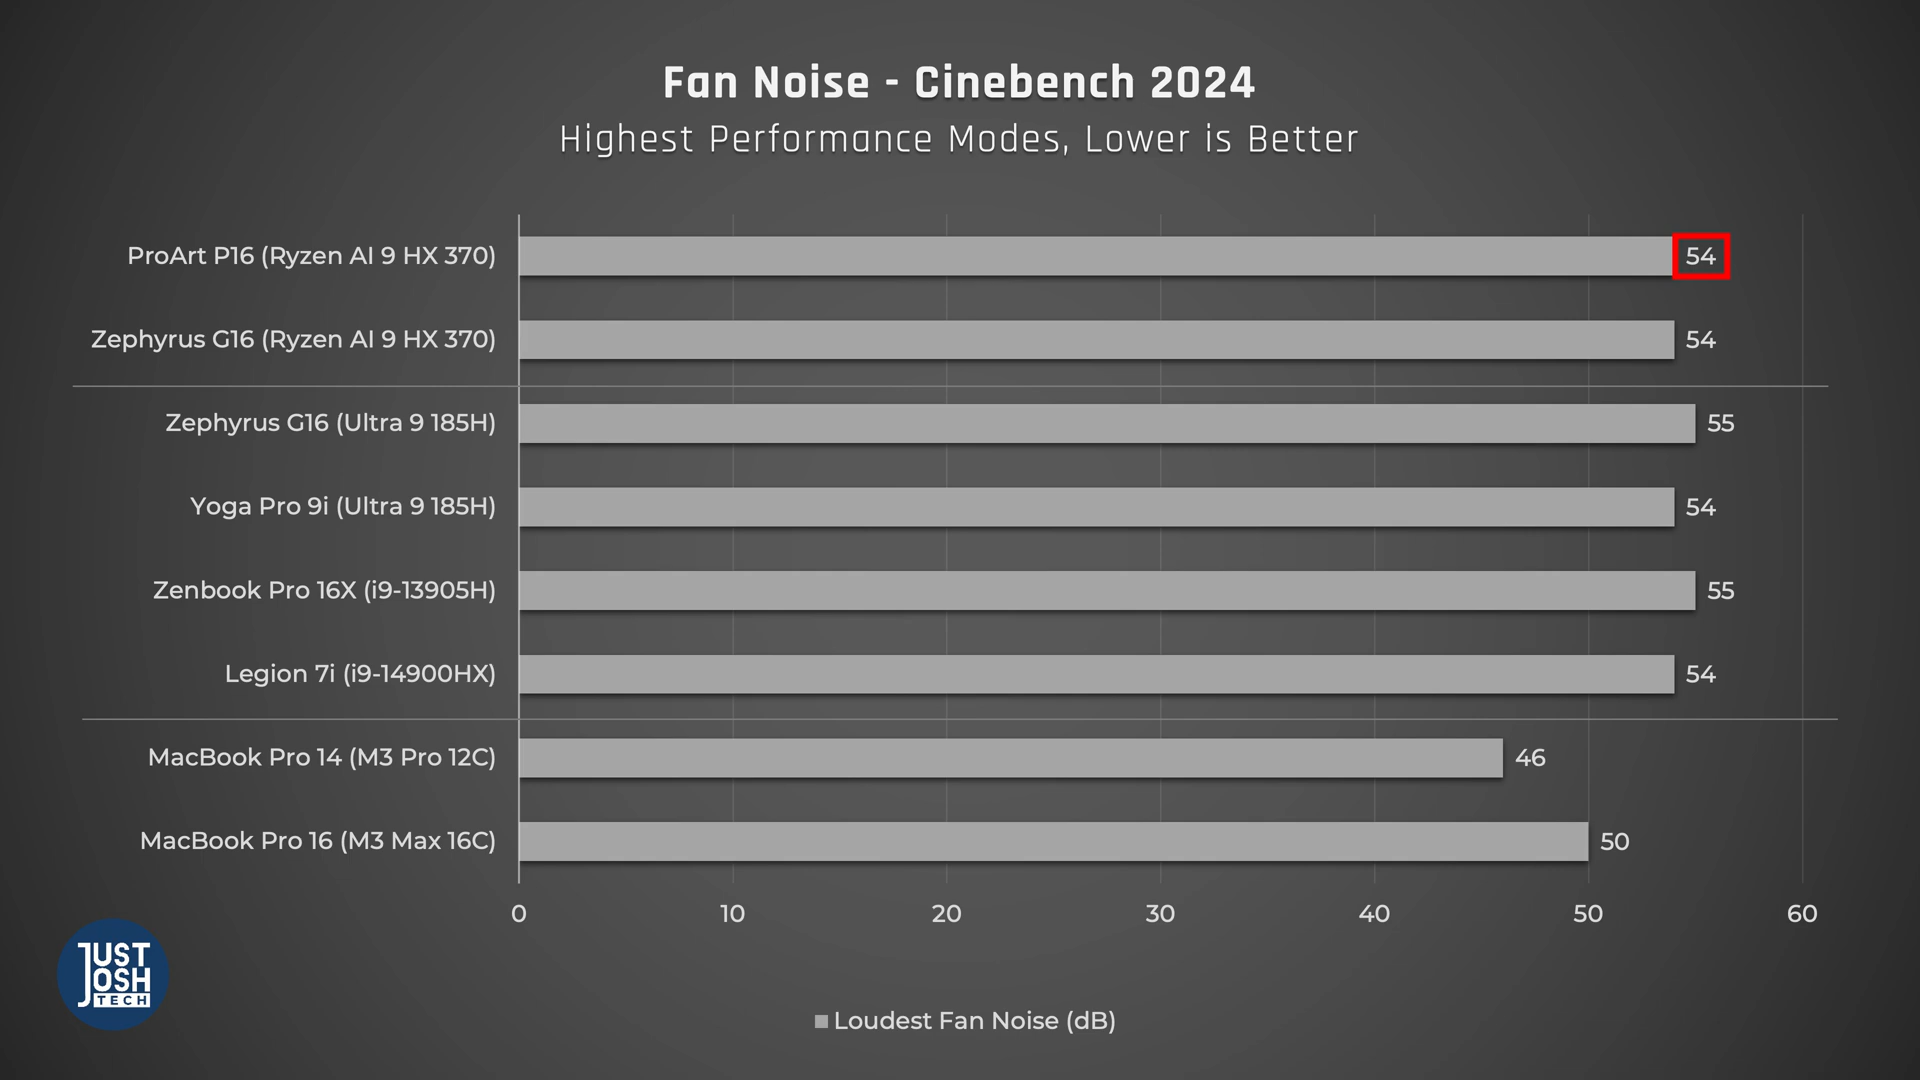 Fan Noise - Cinebench 2024
Highest Performance Modes, Lower is Better
ProArt P16 (Ryzen AI 9 HX 370)
54
Zephyrus G16 (Ryzen AI 9 HX 370)
54
Zephyrus G16 (Ultra 9 185H)
55
Yoga Pro 9i (Ultra 9 185H)
54
Zenbook Pro 16X (i9-13905H)
55
Legion 7i (i9-14900HX)
54
MacBook Pro 14 (M3 Pro 12C)
46
MacBook Pro 16 (M3 Max 16C)
50
0 10 20 30 40 50 60
JUST
JOSH
TECH
Loudest Fan Noise (dB)